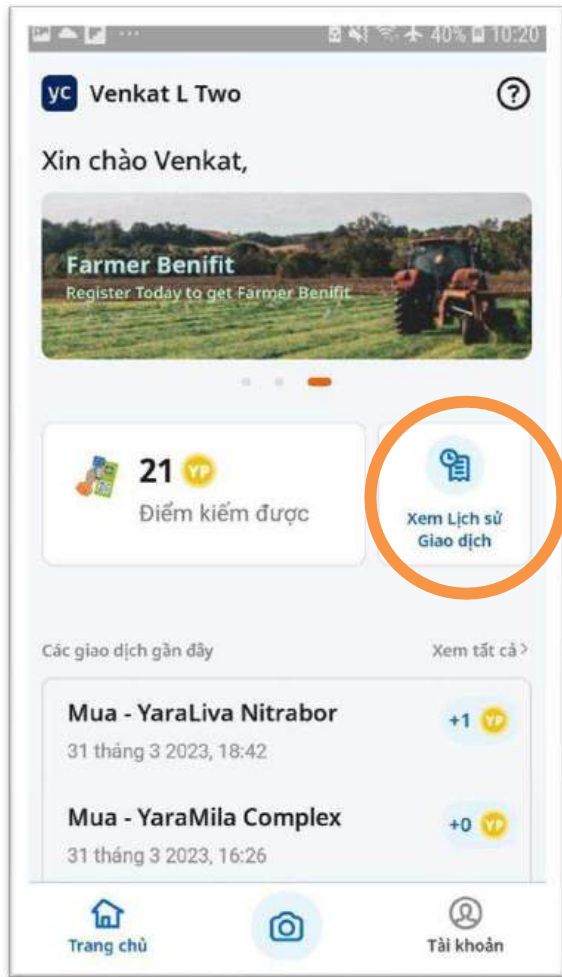 40% 10:20
yc Venkat L Two
Xin chào Venkat,
Farmer Benifit
Register Today to get Farmer Benifit
21 YP
Điểm kiếm được
Xem Lịch sử
Giao dịch
Các giao dịch gần đây
Xem tất cả >
Mua - YaraLiva Nitrabor
+1 YP
31 tháng 3 2023, 18:42
Mua - YaraMila Complex
+0 YP
31 tháng 3 2023, 16:26
Trang chủ
Tài khoản